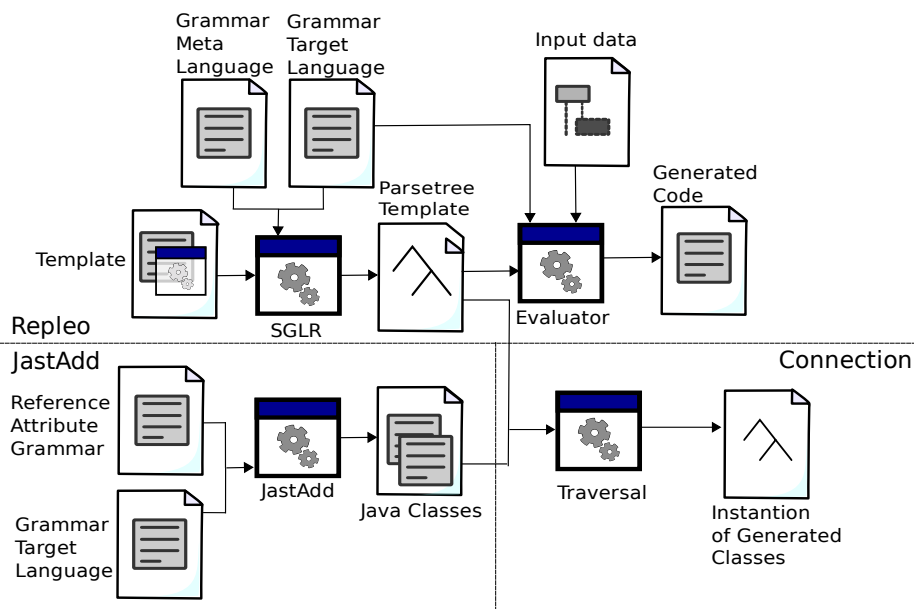 Grammar
Meta
Language
Grammar
Target
Language
Input data
Generated
Code
Parsetree
Template
Template
SGLR
Evaluator
Repleo
JastAdd
Connection
Reference
Attribute
Grammar
JastAdd
Java Classes
Traversal
Grammar
Target
Language
Instantion
of Generated
Classes